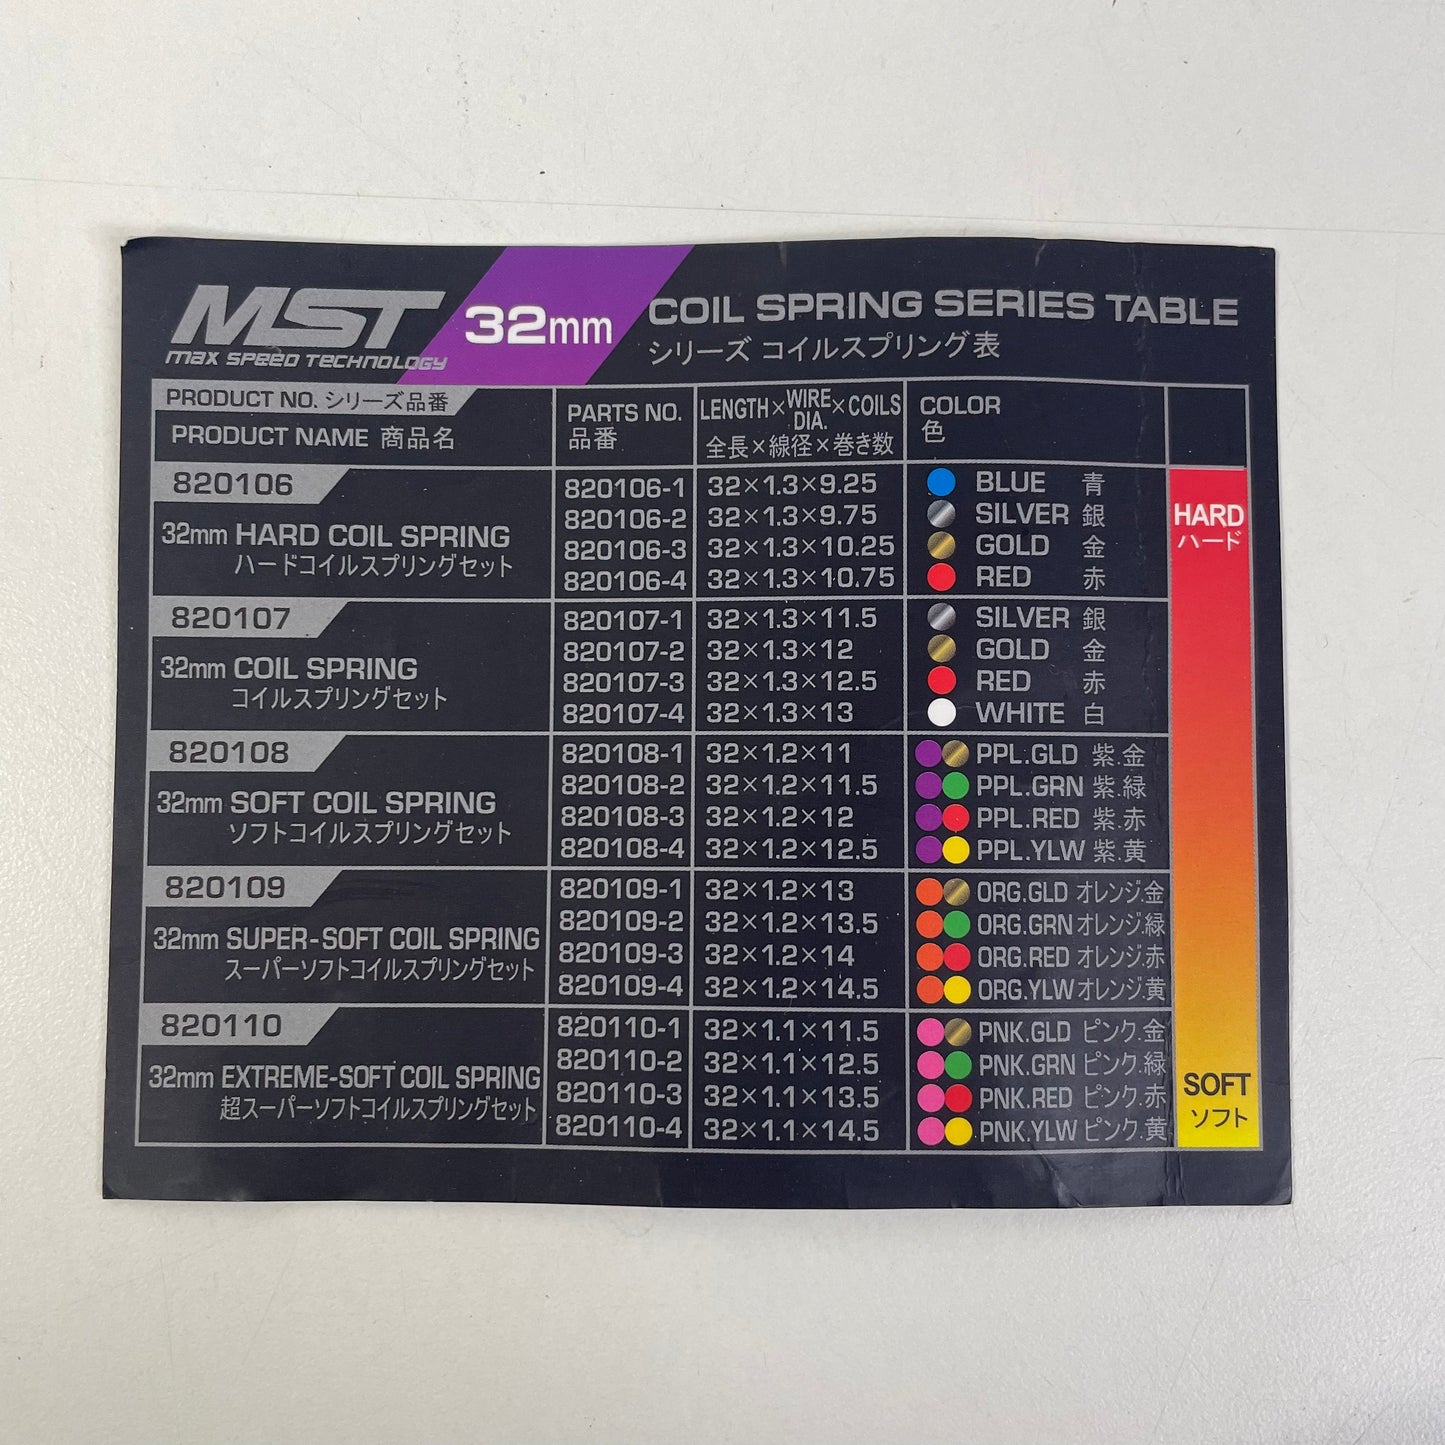 MST
MAX SPEED TECHNOLOGY
32mm
COIL SPRING SERIES TABLE
シリーズ コイルスプリング表
PRODUCT NO. シリーズ品番
PRODUCT NAME 商品名
PARTS NO.
品番
LENGTH×WIRE DIA.×COILS
全長×線径×巻き数
COLOR
色
820106
32mm HARD COIL SPRING
ハードコイルスプリングセット
820106-1 32×1.3×9.25 BLUE 青
820106-2 32×1.3×9.75 SILVER 銀
820106-3 32×1.3×10.25 GOLD 金
820106-4 32×1.3×10.75 RED 赤
HARD
ハード
820107
32mm COIL SPRING
コイルスプリングセット
820107-1 32×1.3×11.5 SILVER 銀
820107-2 32×1.3×12 GOLD 金
820107-3 32×1.3×12.5 RED 赤
820107-4 32×1.3×13 WHITE 白
820108
32mm SOFT COIL SPRING
ソフトコイルスプリングセット
820108-1 32×1.2×11 PPL.GLD 紫.金
820108-2 32×1.2×11.5 PPL.GRN 紫.緑
820108-3 32×1.2×12 PPL.RED 紫.赤
820108-4 32×1.2×12.5 PPL.YLW 紫.黄
820109
32mm SUPER-SOFT COIL SPRING
スーパーソフトコイルスプリングセット
820109-1 32×1.2×13 ORG.GLD オレンジ.金
820109-2 32×1.2×13.5 ORG.GRN オレンジ.緑
820109-3 32×1.2×14 ORG.RED オレンジ.赤
820109-4 32×1.2×14.5 ORG.YLW オレンジ.黄
820110
32mm EXTREME-SOFT COIL SPRING
超スーパーソフトコイルスプリングセット
820110-1 32×1.1×11.5 PNK.GLD ピンク.金
820110-2 32×1.1×12.5 PNK.GRN ピンク.緑
820110-3 32×1.1×13.5 PNK.RED ピンク.赤
820110-4 32×1.1×14.5 PNK.YLW ピンク.黄
SOFT
ソフト